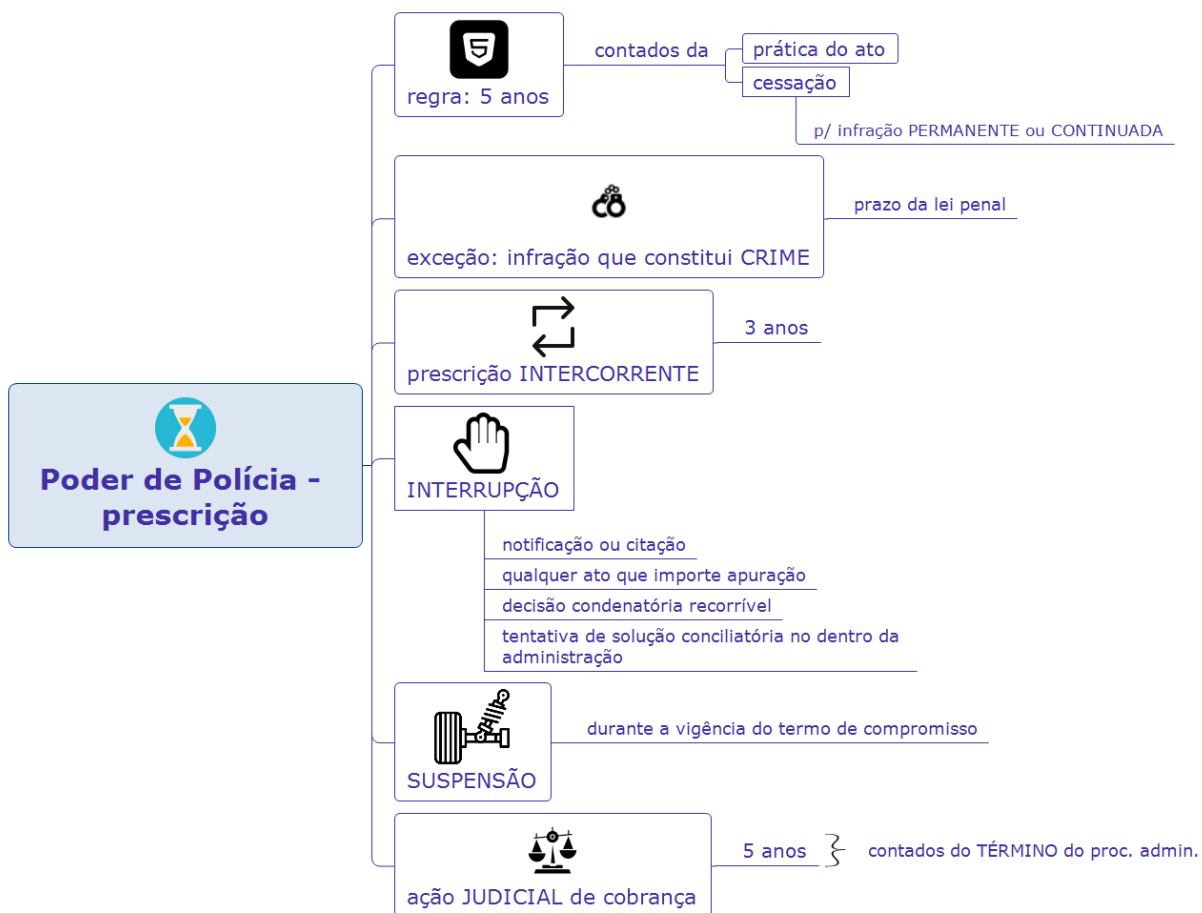 regra: 5 anos
contados da
prática do ato
cessação
p/ infração PERMANENTE ou CONTINUADA
exceção: infração que constitui CRIME
prazo da lei penal
prescrição INTERCORRENTE
3 anos
Poder de Polícia -
prescrição
INTERRUPÇÃO
notificação ou citação
qualquer ato que importe apuração
decisão condenatória recorrível
tentativa de solução conciliatória no dentro da
administração
SUSPENSÃO
durante a vigência do termo de compromisso
ação JUDICIAL de cobrança
5 anos
contados do TÉRMINO do proc. admin.